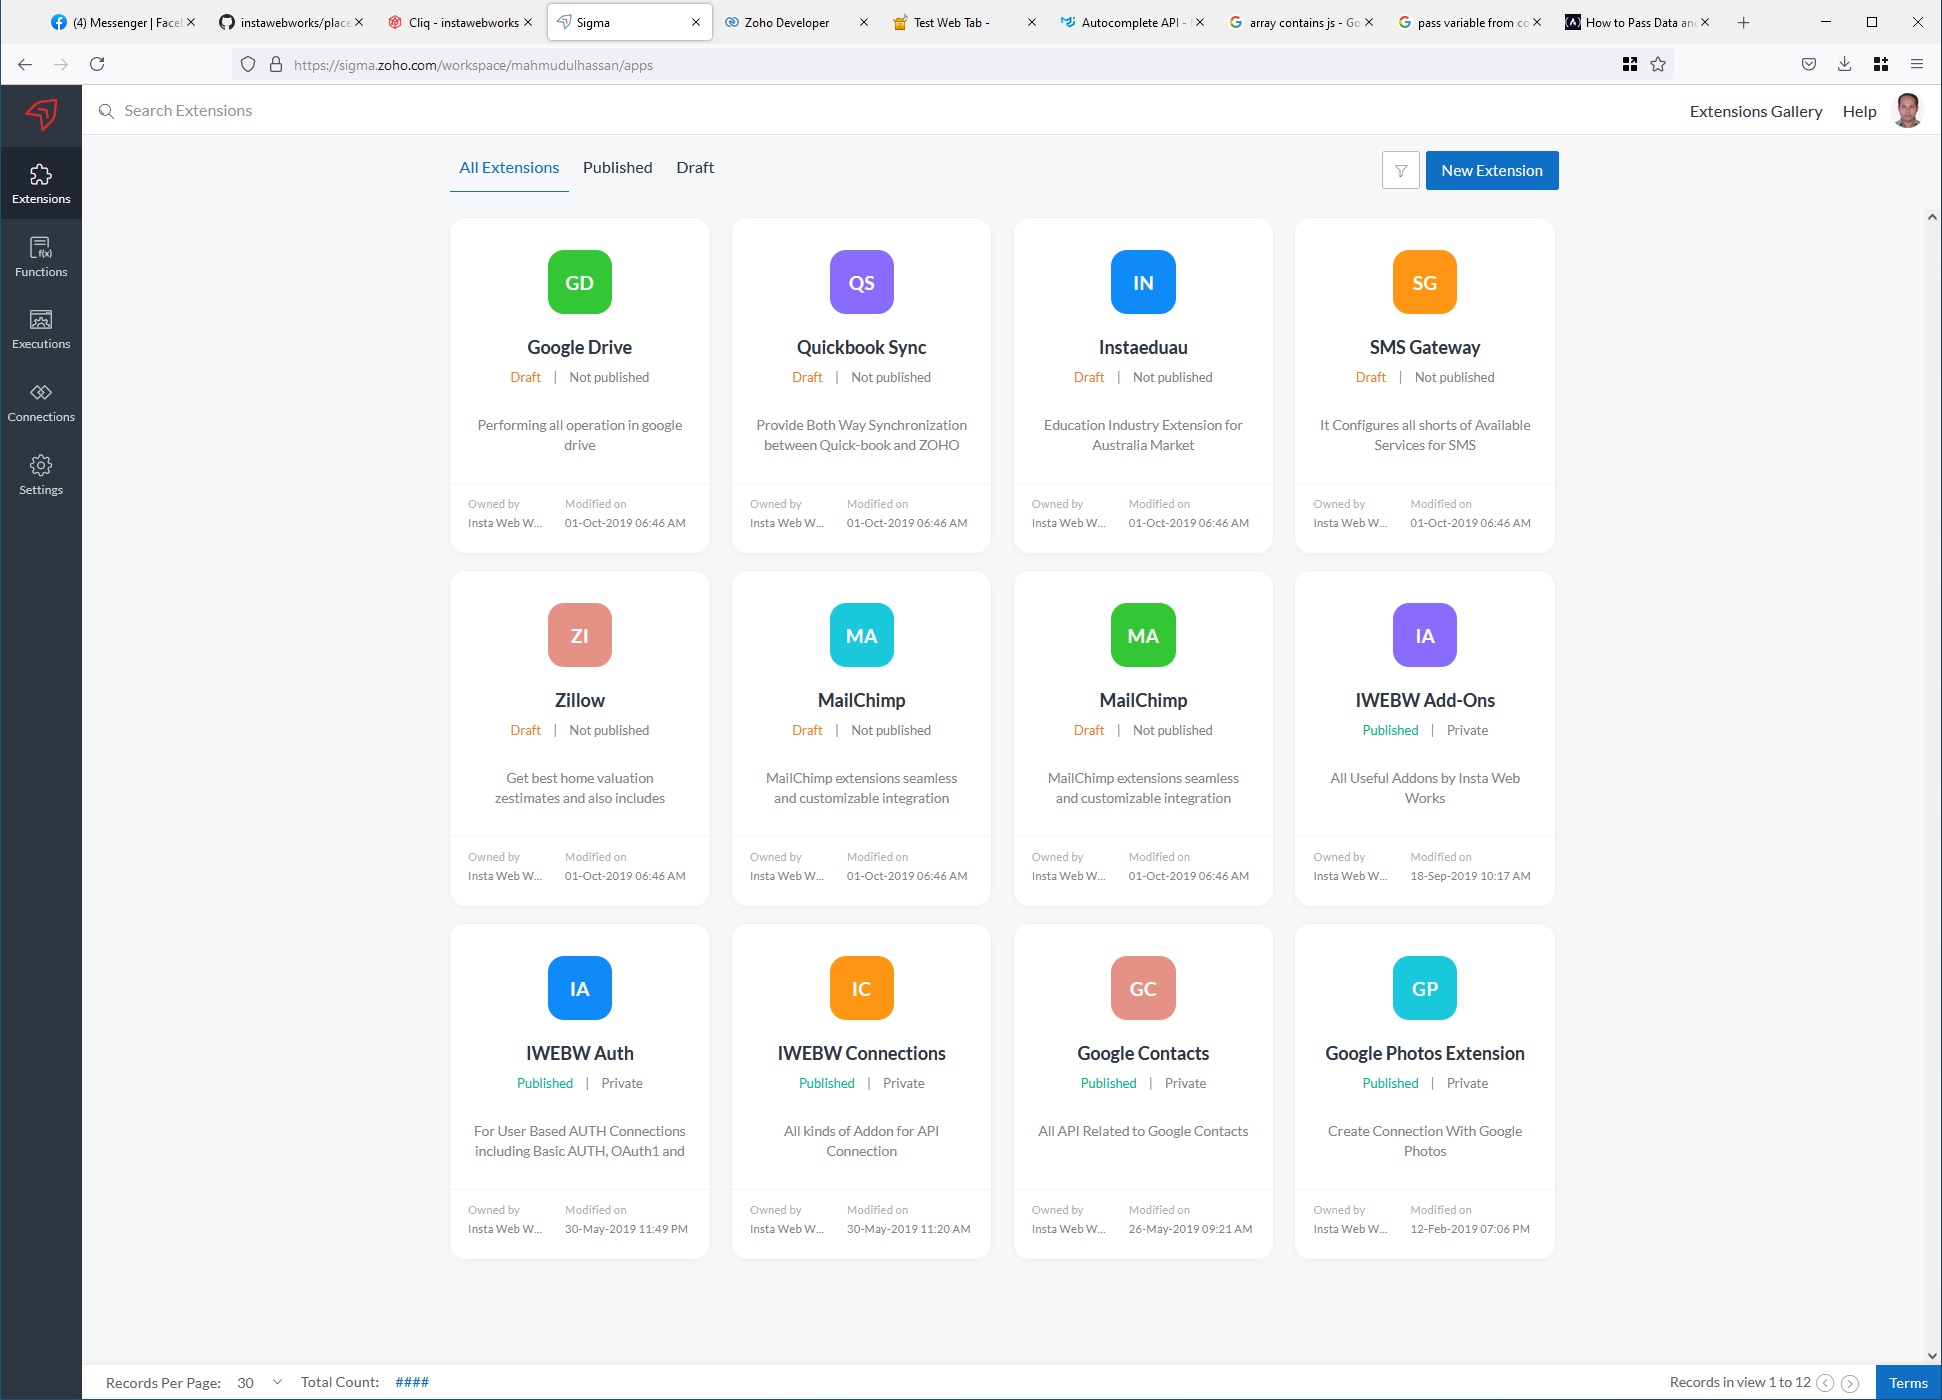 (4) Messenger | Facel
instawebworks/place
Cliq - instawebworks
Sigma
Zoho Developer
Test Web Tab -
Autocomplete API -
array contains js - Go
pass variable from co
How to Pass Data and
https://sigma.zoho.com/workspace/mahmudulhassan/apps
Search Extensions
Extensions Gallery
Help
Extensions
Functions
Executions
Connections
Settings
All Extensions
Published
Draft
New Extension
GD
Google Drive
Draft | Not published
Performing all operation in google
drive
Owned by
Modified on
Insta Web W...
01-Oct-2019 06:46 AM
QS
Quickbook Sync
Draft | Not published
Provide Both Way Synchronization
between Quick-book and ZOHO
Owned by
Modified on
Insta Web W...
01-Oct-2019 06:46 AM
IN
Instaeduau
Draft | Not published
Education Industry Extension for
Australia Market
Owned by
Modified on
Insta Web W...
01-Oct-2019 06:46 AM
SG
SMS Gateway
Draft | Not published
It Configures all shorts of Available
Services for SMS
Owned by
Modified on
Insta Web W...
01-Oct-2019 06:46 AM
ZI
Zillow
Draft | Not published
Get best home valuation
zestimates and also includes
Owned by
Modified on
Insta Web W...
01-Oct-2019 06:46 AM
MA
MailChimp
Draft | Not published
MailChimp extensions seamless
and customizable integration
Owned by
Modified on
Insta Web W...
01-Oct-2019 06:46 AM
MA
MailChimp
Draft | Not published
MailChimp extensions seamless
and customizable integration
Owned by
Modified on
Insta Web W...
01-Oct-2019 06:46 AM
IA
IWEBW Add-Ons
Published | Private
All Useful Addons by Insta Web
Works
Owned by
Modified on
Insta Web W...
18-Sep-2019 10:17 AM
IA
IWEBW Auth
Published | Private
For User Based AUTH Connections
including Basic AUTH, OAuth1 and
Owned by
Modified on
Insta Web W...
30-May-2019 11:49 PM
IC
IWEBW Connections
Published | Private
All kinds of Addon for API
Connection
Owned by
Modified on
Insta Web W...
30-May-2019 11:20 AM
GC
Google Contacts
Published | Private
All API Related to Google Contacts
Owned by
Modified on
Insta Web W...
26-May-2019 09:21 AM
GP
Google Photos Extension
Published | Private
Create Connection With Google
Photos
Owned by
Modified on
Insta Web W...
12-Feb-2019 07:06 PM
Records Per Page: 30
Total Count: ####
Records in view 1 to 12
Terms